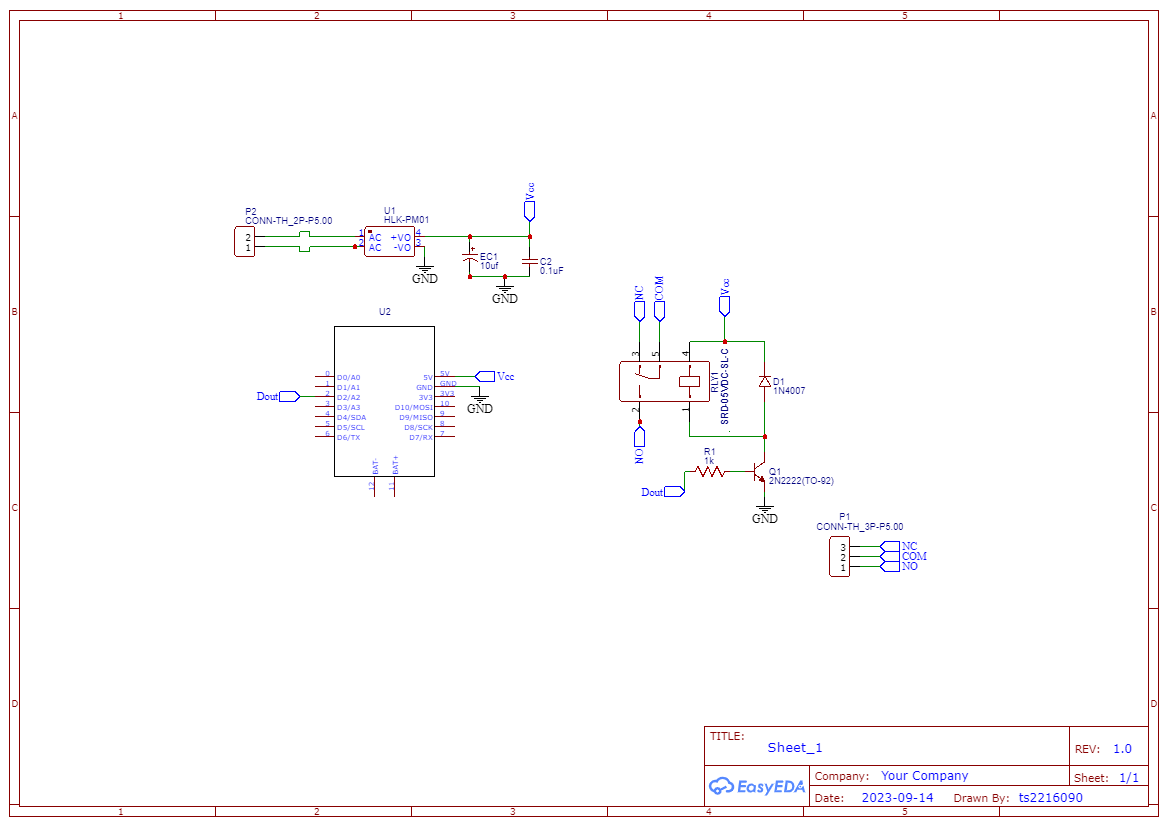 1 2 3 4 5
A A
B B
C C
D D
P2
CONN-TH_2P-P5.00
2
1
U1
HLK-PM01
1 AC +VO 4
2 AC -VO 3
GND
Vcc
+
EC1
10uf
C2
0.1uF
GND
U2
0 D0/A0
1 D1/A1
2 D2/A2
3 D3/A3
4 D4/SDA
5 D5/SCL
6 D6/TX
5V 5V
GND GND
3V3 3V3
D10/MOSI 10
D9/MISO 9
D8/SCK 8
D7/RX 7
BAT- 12
BAT+ 11
Dout
Vcc
GND
NC
COM
Vcc
3 5 4
2 1
RLY1
SRD-05VDC-SL-C
NO
D1
1N4007
R1
1k
Dout
Q1
2N2222(TO-92)
GND
P1
CONN-TH_3P-P5.00
3 NC
2 COM
1 NO
TITLE:
Sheet_1
REV: 1.0
EasyEDA
Company: Your Company
Sheet: 1/1
Date: 2023-09-14 Drawn By: ts2216090
1 2 3 4 5